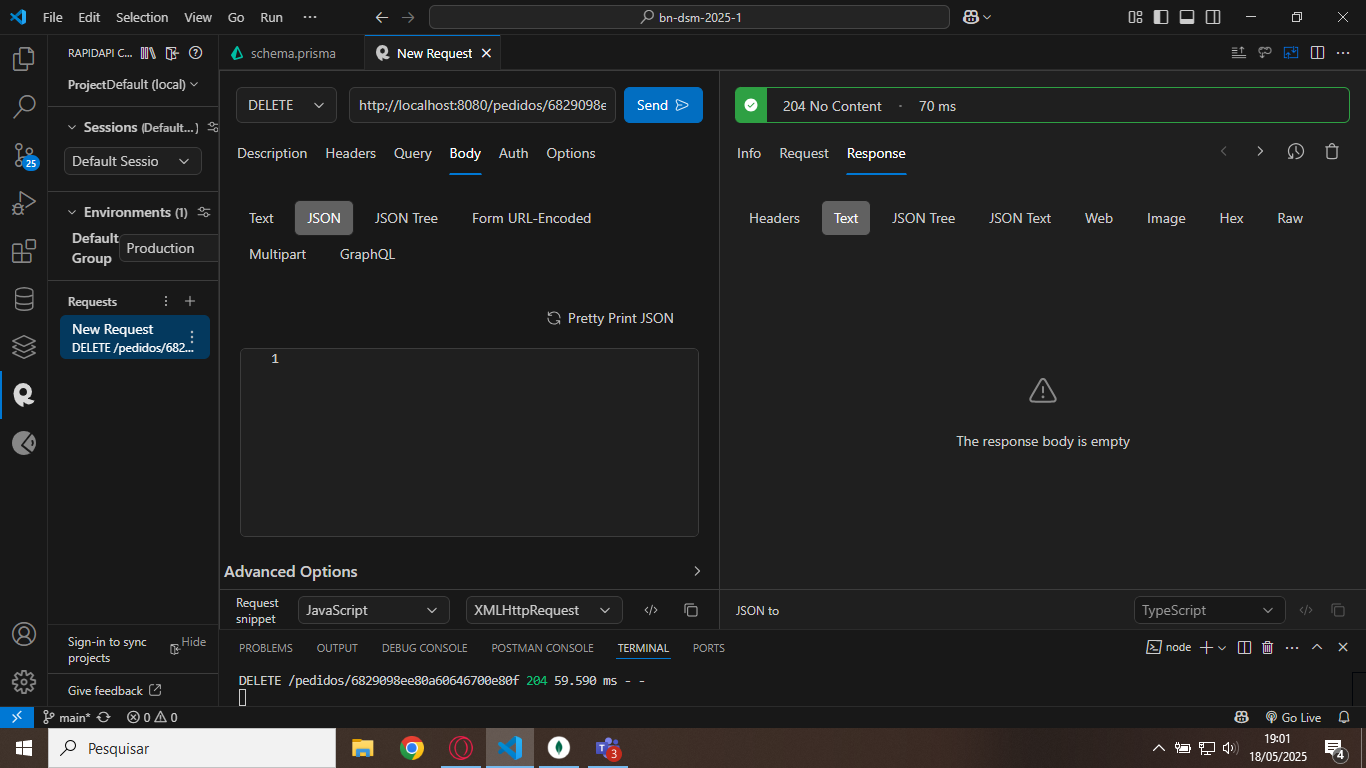 File Edit Selection View Go Run ··· bn-dsm-2025-1
RAPIDAPI C... schema.prisma New Request
Project Default (local)
Sessions (Default...)
Default Sessio
Environments (1)
Default Group Production
Requests
New Request
DELETE /pedidos/682...
Sign-in to sync projects Hide
Give feedback
DELETE http://localhost:8080/pedidos/6829098e Send
Description Headers Query Body Auth Options
Text JSON JSON Tree Form URL-Encoded
Multipart GraphQL
Pretty Print JSON
1
Advanced Options
Request snippet JavaScript XMLHttpRequest
204 No Content · 70 ms
Info Request Response
Headers Text JSON Tree JSON Text Web Image Hex Raw
The response body is empty
JSON to TypeScript
PROBLEMS OUTPUT DEBUG CONSOLE POSTMAN CONSOLE TERMINAL PORTS node
DELETE /pedidos/6829098ee80a60646700e80f 204 59.590 ms - -
25
main* 0 0 Go Live
Pesquisar 3 19:01
18/05/2025 4